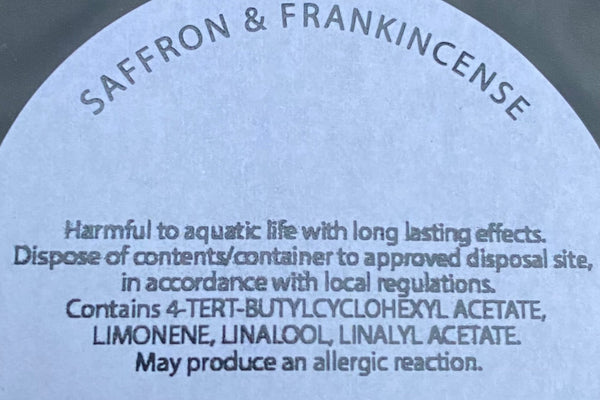 SAFFRON & FRANKINCENSE
Harmful to aquatic life with long lasting effects.
Dispose of contents/container to approved disposal site,
in accordance with local regulations.
Contains 4-TERT-BUTYLCYCLOHEXYL ACETATE,
LIMONENE, LINALOOL, LINALYL ACETATE.
May produce an allergic reaction.